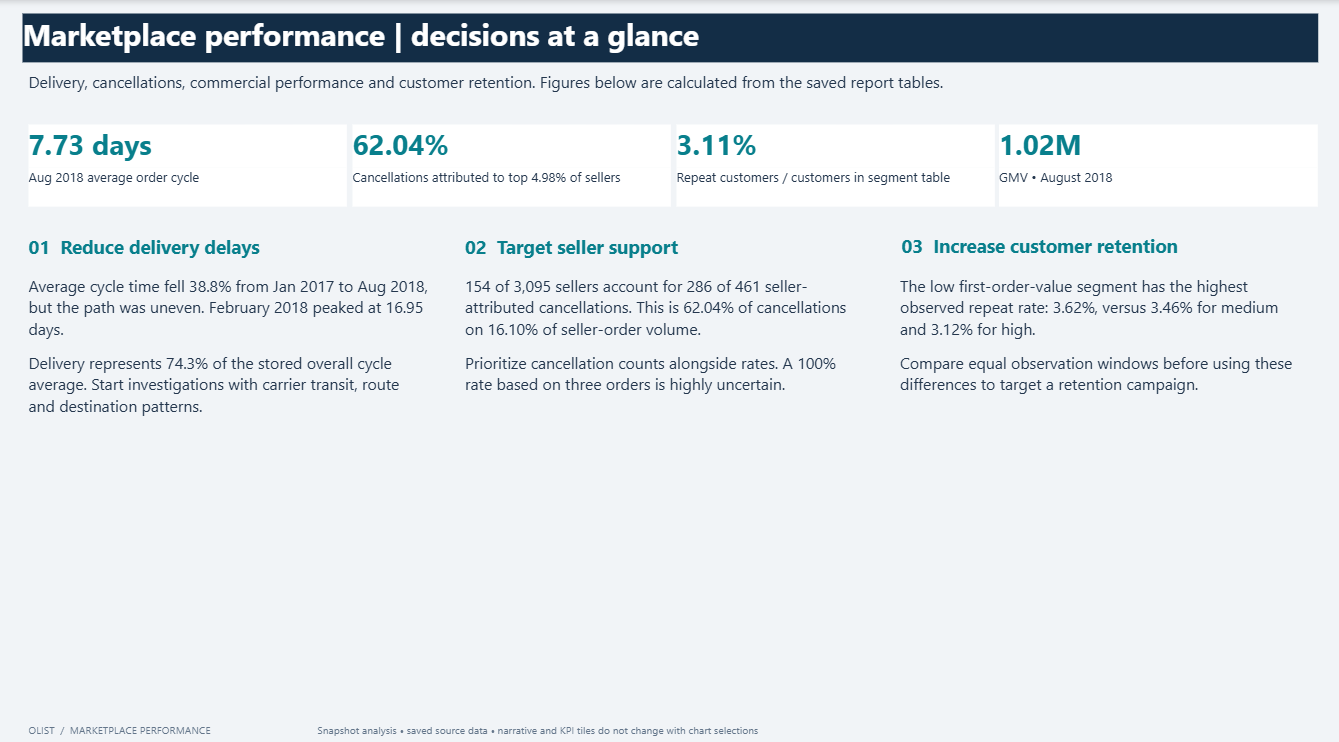 Marketplace performance | decisions at a glance
Delivery, cancellations, commercial performance and customer retention. Figures below are calculated from the saved report tables.
7.73 days
Aug 2018 average order cycle
62.04%
Cancellations attributed to top 4.98% of sellers
3.11%
Repeat customers / customers in segment table
1.02M
GMV • August 2018
01 Reduce delivery delays
Average cycle time fell 38.8% from Jan 2017 to Aug 2018,
but the path was uneven. February 2018 peaked at 16.95
days.
Delivery represents 74.3% of the stored overall cycle
average. Start investigations with carrier transit, route
and destination patterns.
02 Target seller support
154 of 3,095 sellers account for 286 of 461 seller-
attributed cancellations. This is 62.04% of cancellations
on 16.10% of seller-order volume.
Prioritize cancellation counts alongside rates. A 100%
rate based on three orders is highly uncertain.
03 Increase customer retention
The low first-order-value segment has the highest
observed repeat rate: 3.62%, versus 3.46% for medium
and 3.12% for high.
Compare equal observation windows before using these
differences to target a retention campaign.
OLIST / MARKETPLACE PERFORMANCE
Snapshot analysis • saved source data • narrative and KPI tiles do not change with chart selections